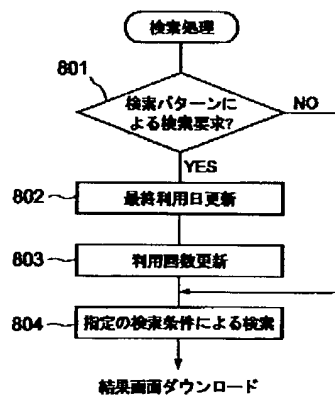 検索処理
801
検索パターンに
よる検索要求?
NO
YES
802
最終利用日更新
803
利用回数更新
804
指定の検索条件による検索
結果画面ダウンロード